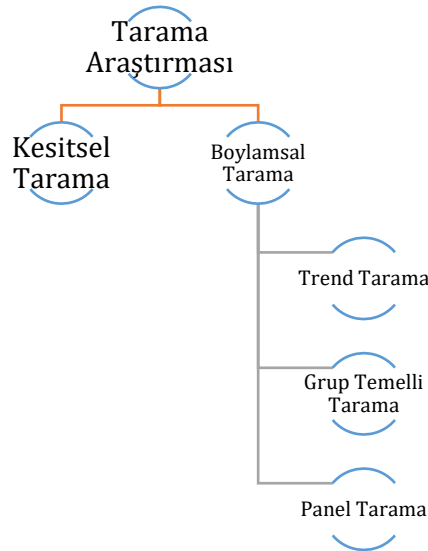 Tarama
Araştırması
Kesitsel
Tarama
Boylamsal
Tarama
Trend Tarama
Grup Temelli
Tarama
Panel Tarama